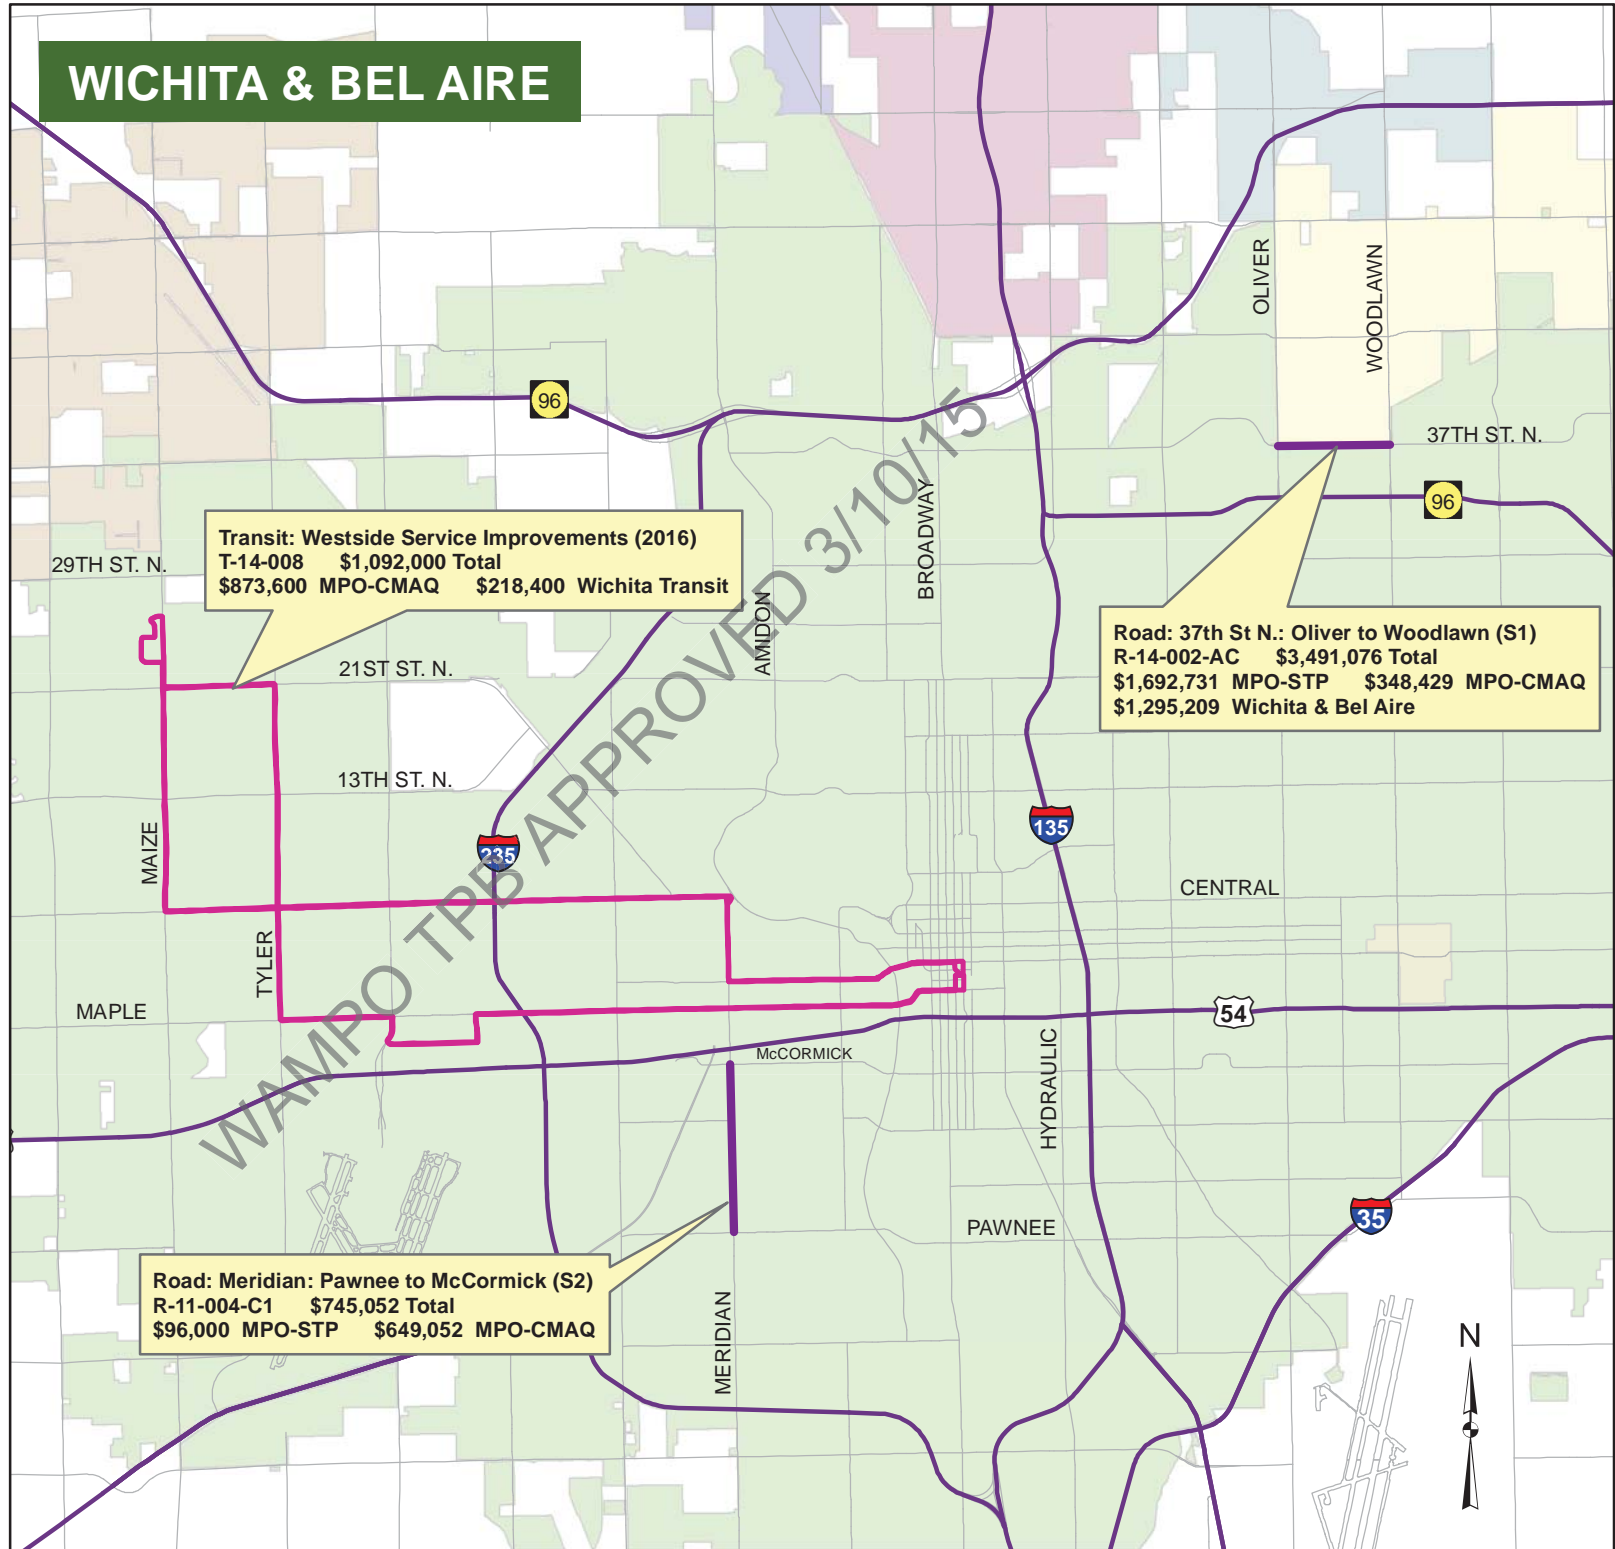 WICHITA & BEL AIRE
OLIVER
WOODLAWN
96
37TH ST. N.
96
BROADWAY
Transit: Westside Service Improvements (2016)
T-14-008 $1,092,000 Total
$873,600 MPO-CMAQ $218,400 Wichita Transit
29TH ST. N.
AMIDON
Road: 37th St N.: Oliver to Woodlawn (S1)
R-14-002-AC $3,491,076 Total
$1,692,731 MPO-STP $348,429 MPO-CMAQ
$1,295,209 Wichita & Bel Aire
21ST ST. N.
13TH ST. N.
WAMPO TPB APPROVED 3/10/15
MAIZE
235
135
CENTRAL
TYLER
MAPLE
54
McCORMICK
HYDRAULIC
35
PAWNEE
Road: Meridian: Pawnee to McCormick (S2)
R-11-004-C1 $745,052 Total
$96,000 MPO-STP $649,052 MPO-CMAQ
MERIDIAN
N